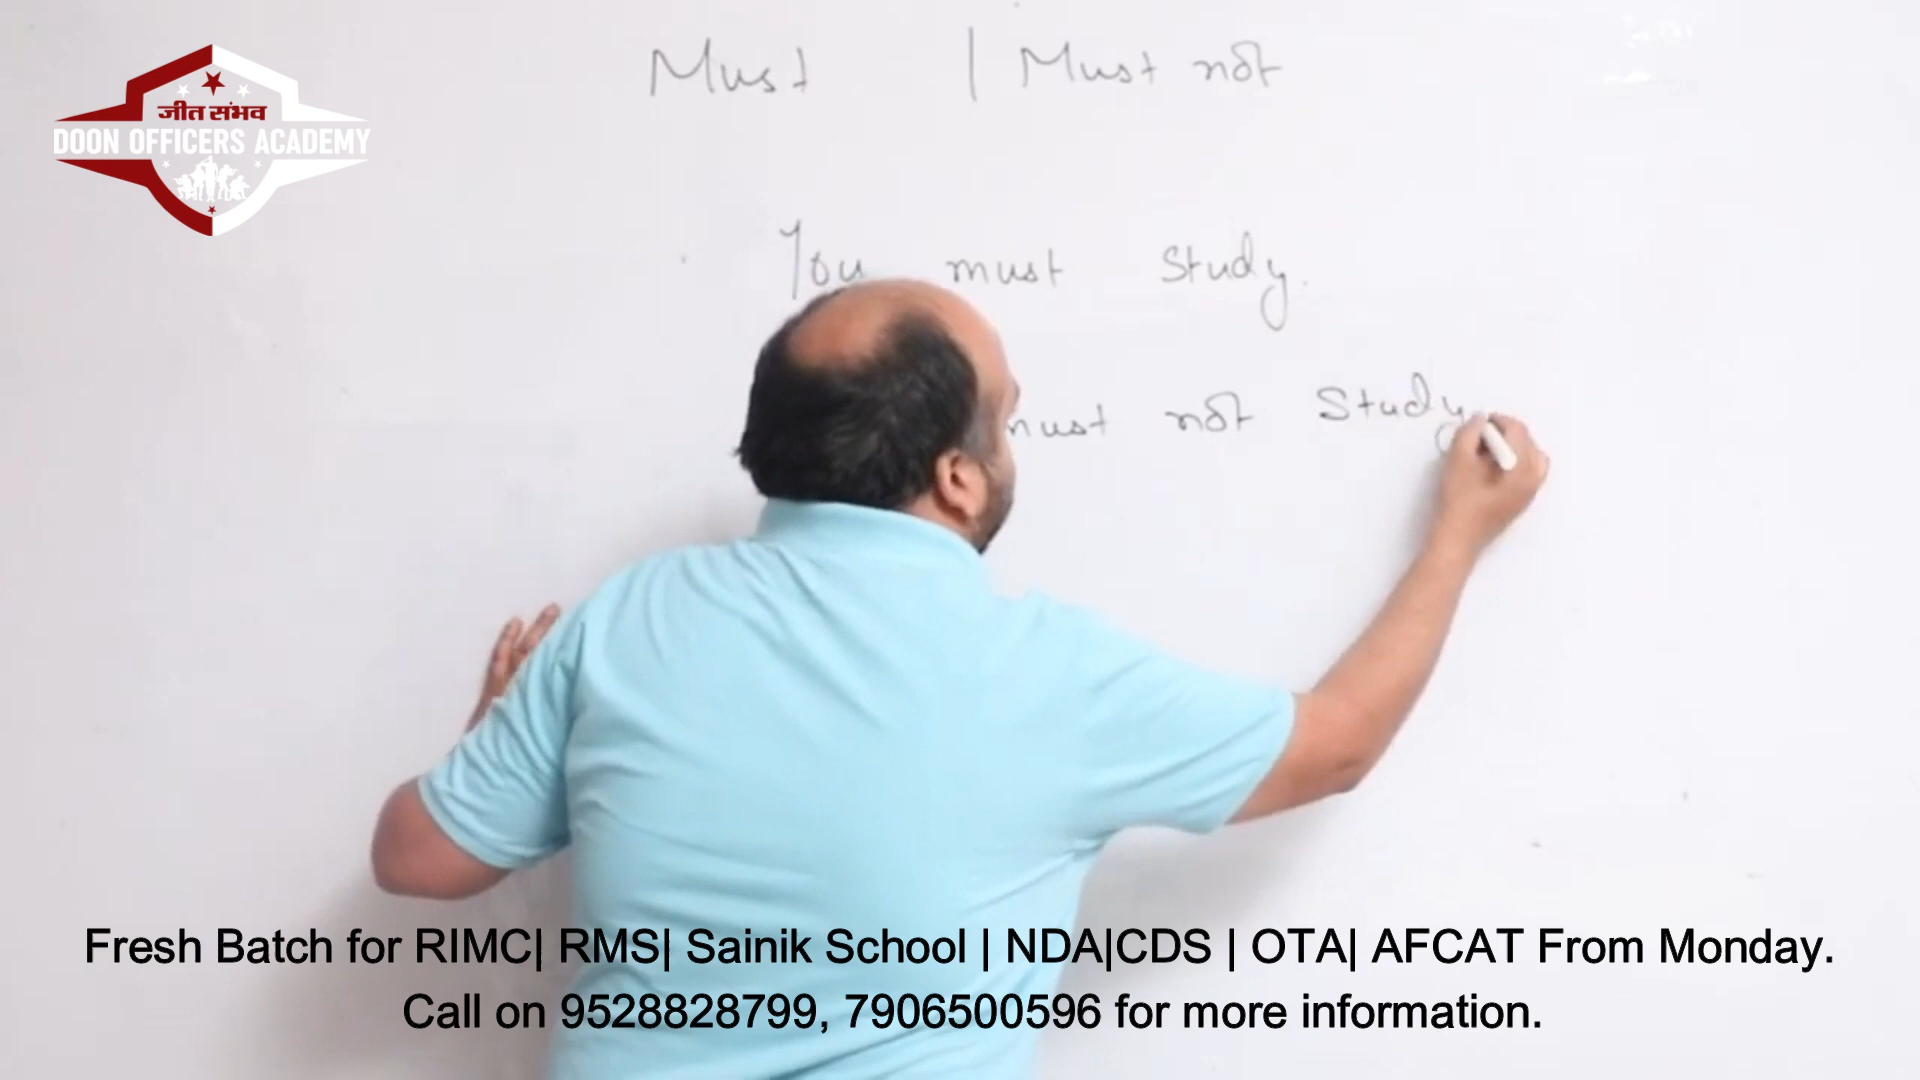 Must | Must not
जीत संभव
DOON OFFICERS ACADEMY
You must study.
must not study
Fresh Batch for RIMC| RMS| Sainik School | NDA|CDS | OTA| AFCAT From Monday.
Call on 9528828799, 7906500596 for more information.